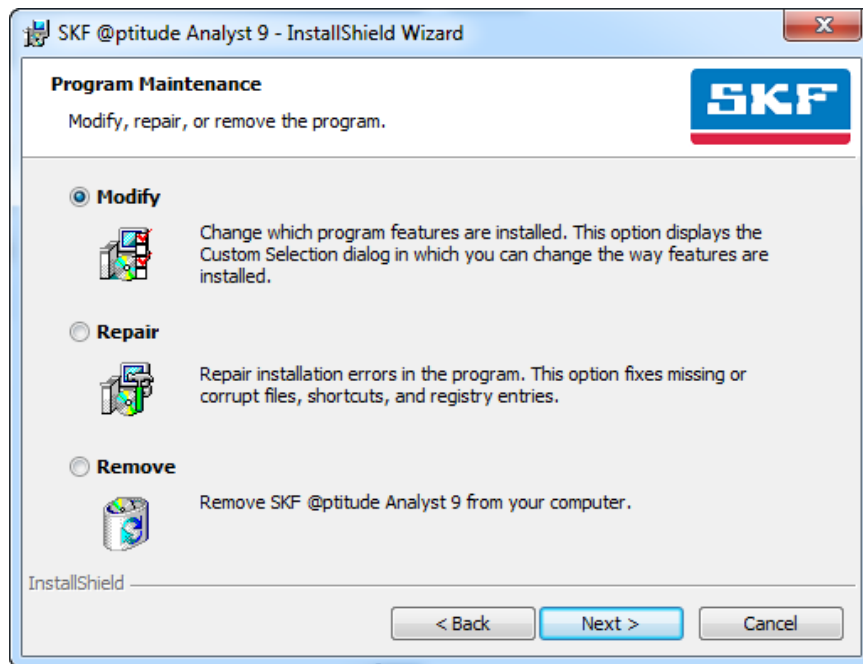 SKF @ptitude Analyst 9 - InstallShield Wizard
Program Maintenance
Modify, repair, or remove the program.
SKF
Modify
Change which program features are installed. This option displays the
Custom Selection dialog in which you can change the way features are
installed.
Repair
Repair installation errors in the program. This option fixes missing or
corrupt files, shortcuts, and registry entries.
Remove
Remove SKF @ptitude Analyst 9 from your computer.
InstallShield
< Back
Next >
Cancel